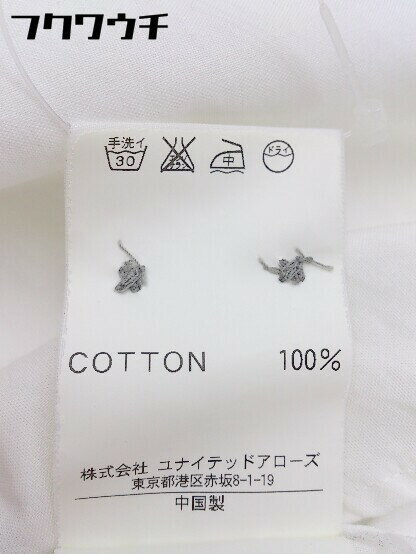 フクワウチ
手洗イ
30
中
ドライ
COTTON 100%
株式会社 ユナイテッドアローズ
東京都港区赤坂8-1-19
中国製